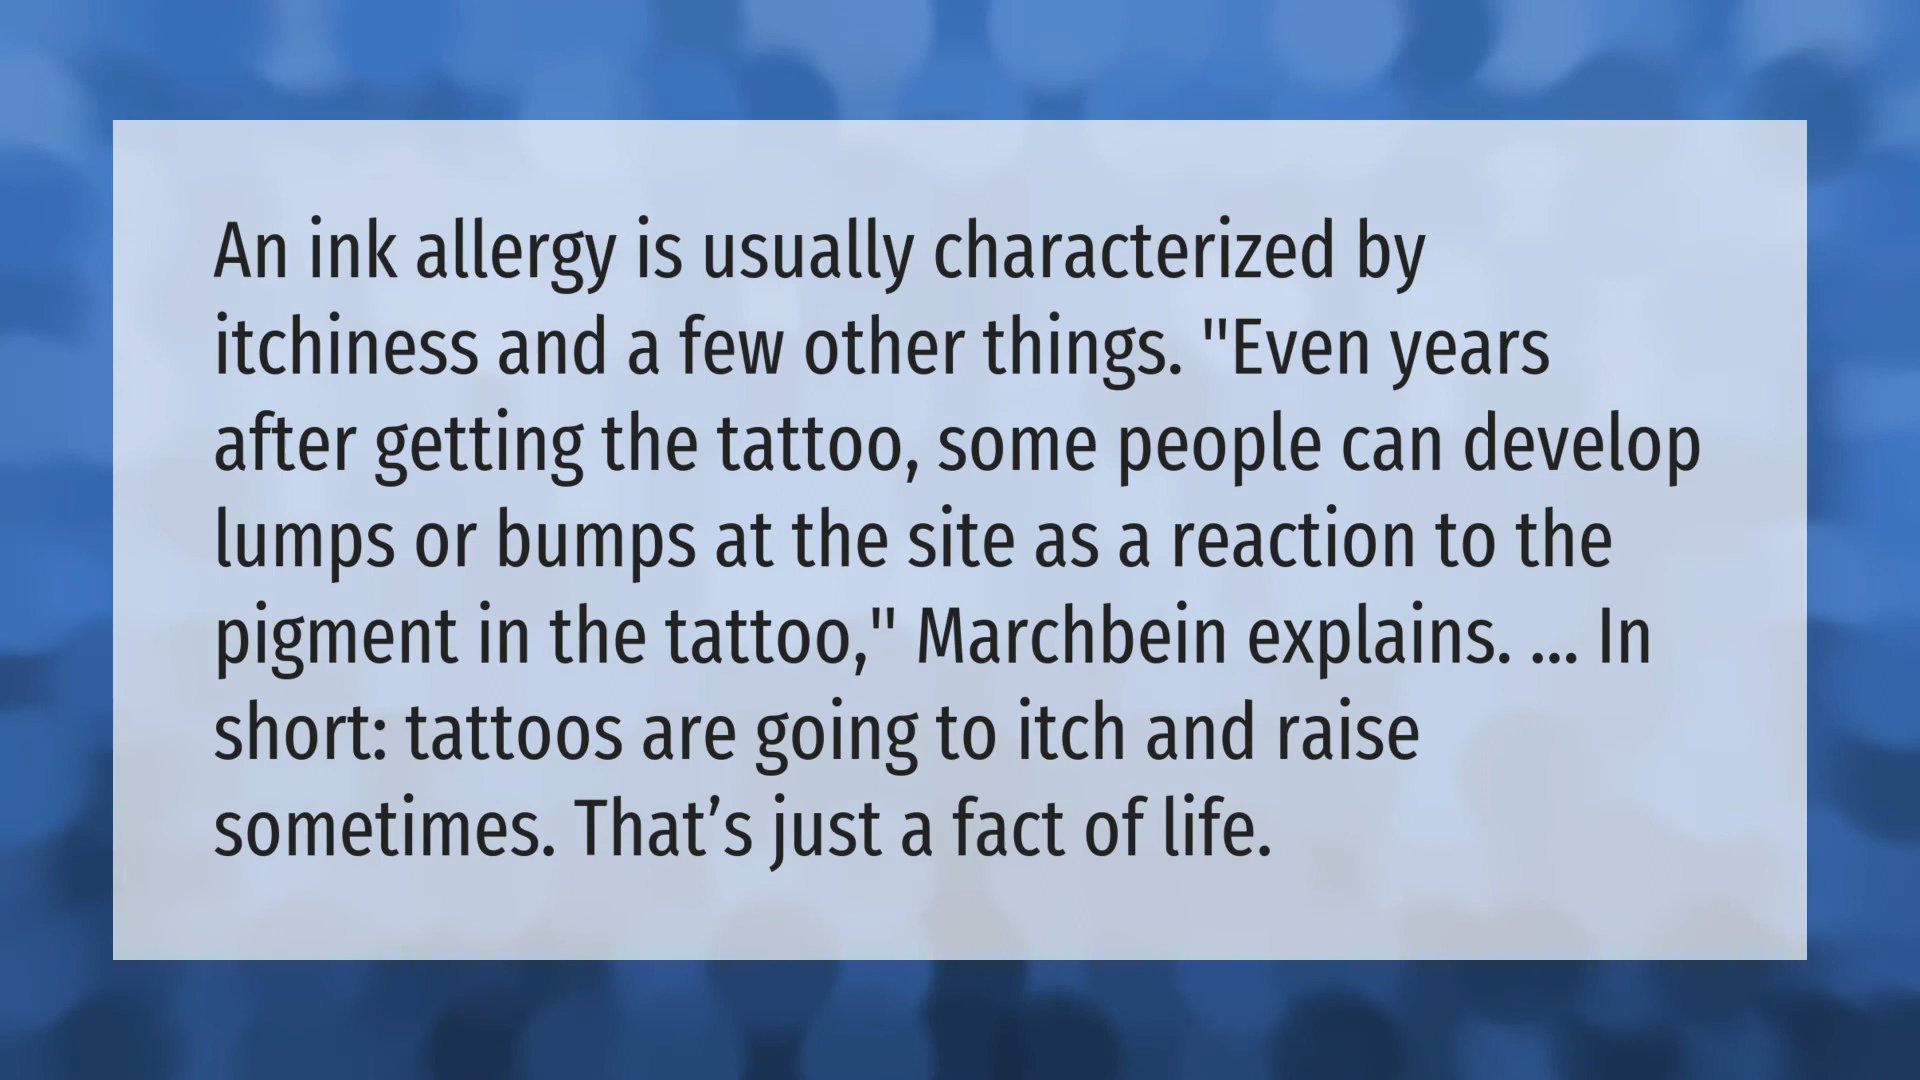 An ink allergy is usually characterized by
itchiness and a few other things. "Even years
after getting the tattoo, some people can develop
lumps or bumps at the site as a reaction to the
pigment in the tattoo," Marchbein explains. ... In
short: tattoos are going to itch and raise
sometimes. That’s just a fact of life.